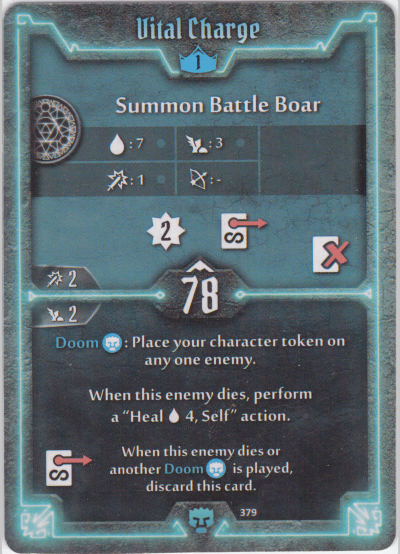 Vital Charge
1
Summon Battle Boar
:7 :3
:1 :-
2 S
2
78
2
Doom : Place your character token on
any one enemy.
When this enemy dies, perform
a “Heal 4, Self” action.
When this enemy dies or
S another Doom is played,
discard this card.
379